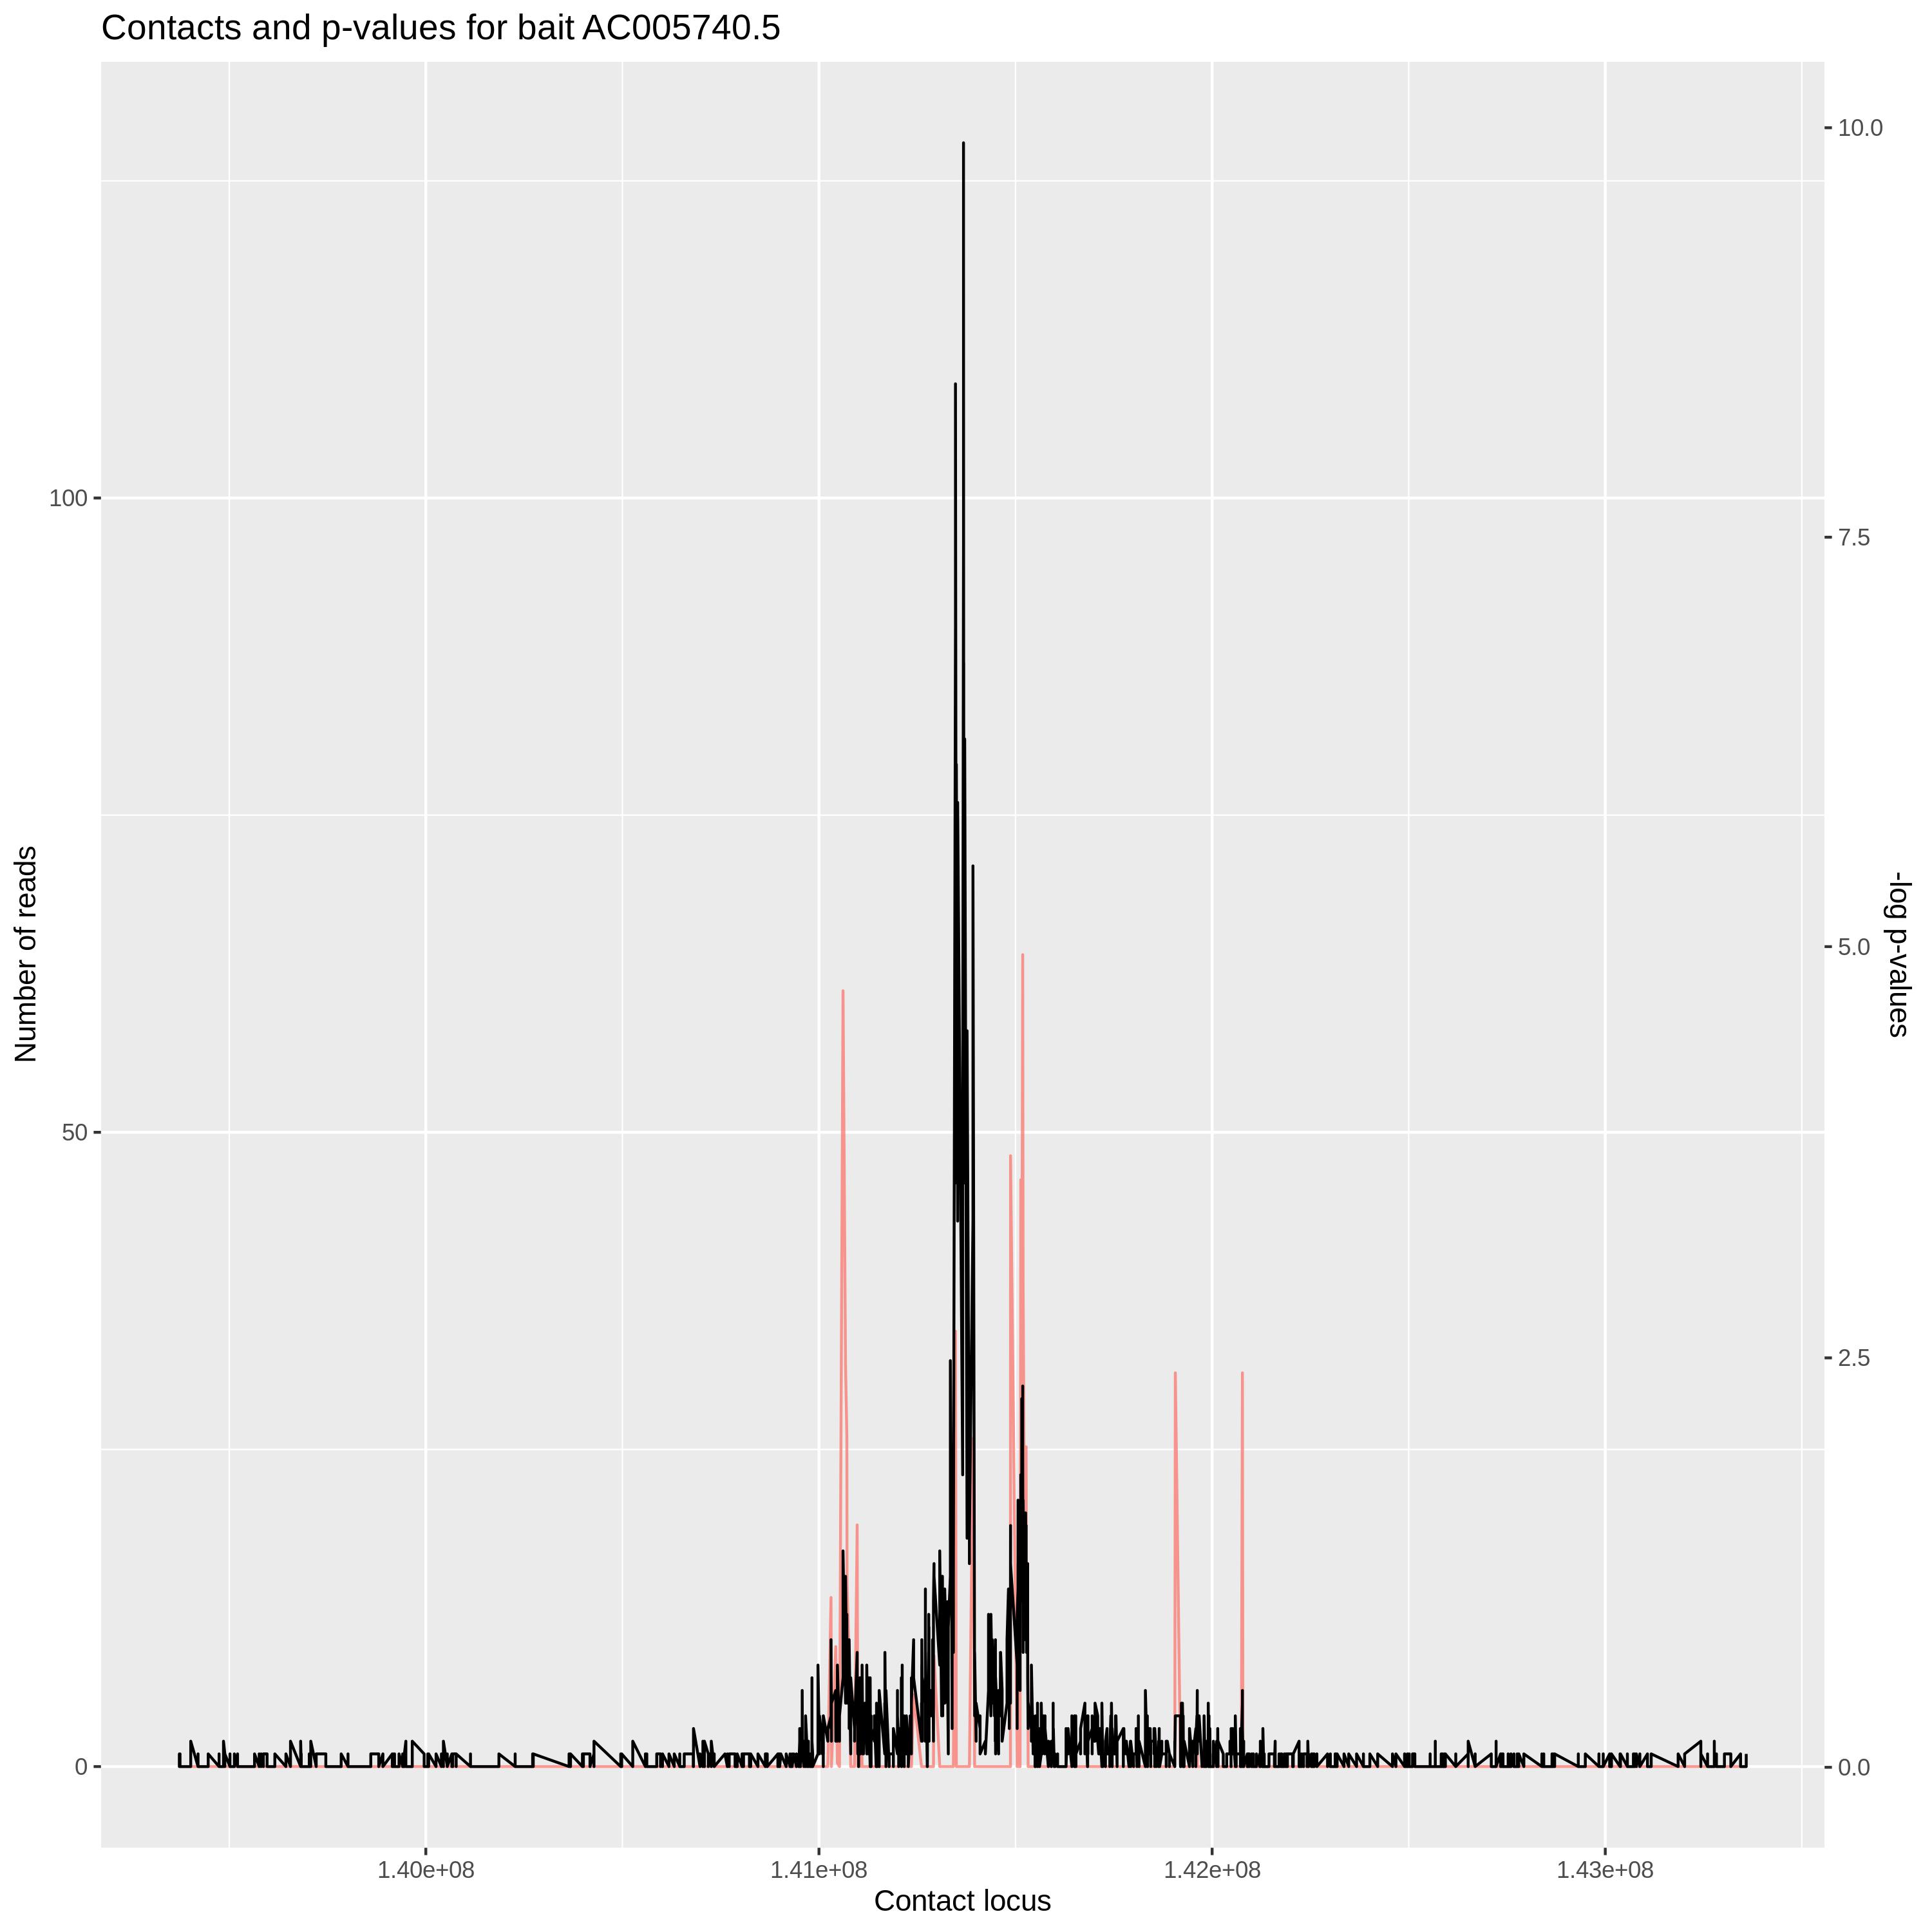 Contacts and p-values for bait AC005740.5
10.0
100
7.5
5.0
50
2.5
0
0.0
Number of reads
-log p-values
1.40e+08
1.41e+08
1.42e+08
1.43e+08
Contact locus